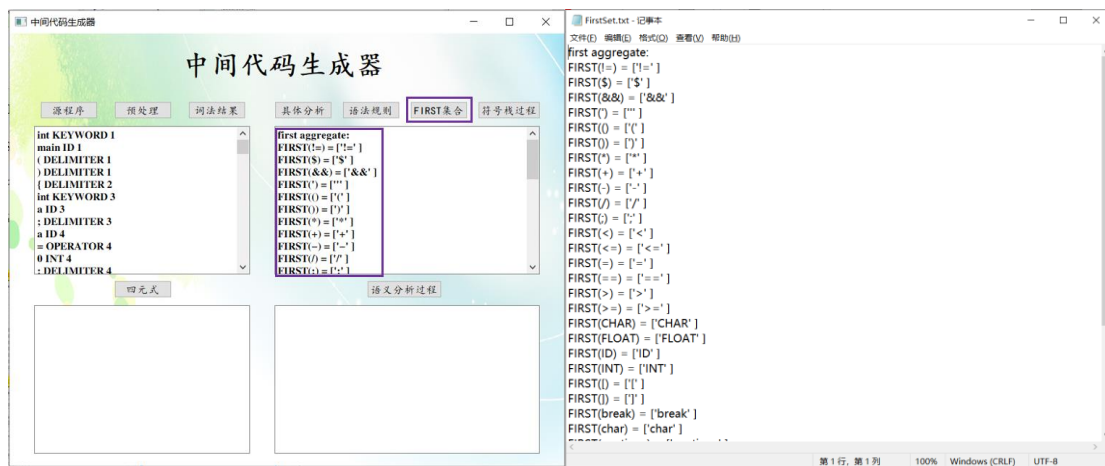 中间代码生成器
中间代码生成器
源程序 预处理 词法结果 具体分析 语法规则 FIRST集合 符号栈过程
int KEYWORD 1
main ID 1
( DELIMITER 1
) DELIMITER 1
{ DELIMITER 2
int KEYWORD 3
a ID 3
; DELIMITER 3
a ID 4
= OPERATOR 4
0 INT 4
; DELIMITER 4
first aggregate:
FIRST(!=) = ['!=' ]
FIRST($) = ['$' ]
FIRST(&&) = ['&&' ]
FIRST(') = [''' ]
FIRST(() = ['(' ]
FIRST()) = [')' ]
FIRST(*) = ['*' ]
FIRST(+) = ['+' ]
FIRST(-) = ['-' ]
FIRST(/) = ['/' ]
FIRST(;) = [';' ]
四元式 语义分析过程
FirstSet.txt - 记事本
文件(F) 编辑(E) 格式(O) 查看(V) 帮助(H)
first aggregate:
FIRST(!=) = ['!=' ]
FIRST($) = ['$' ]
FIRST(&&) = ['&&' ]
FIRST(') = [''' ]
FIRST(() = ['(' ]
FIRST()) = [')' ]
FIRST(*) = ['*' ]
FIRST(+) = ['+' ]
FIRST(-) = ['-' ]
FIRST(/) = ['/' ]
FIRST(;) = [';' ]
FIRST(<) = ['<' ]
FIRST(<=) = ['<=' ]
FIRST(=) = ['=' ]
FIRST(==) = ['==' ]
FIRST(>) = ['>' ]
FIRST(>=) = ['>=' ]
FIRST(CHAR) = ['CHAR' ]
FIRST(FLOAT) = ['FLOAT' ]
FIRST(ID) = ['ID' ]
FIRST(INT) = ['INT' ]
FIRST([) = ['[' ]
FIRST(]) = [']' ]
FIRST(break) = ['break' ]
FIRST(char) = ['char' ]
第 1 行，第 1 列 100% Windows (CRLF) UTF-8